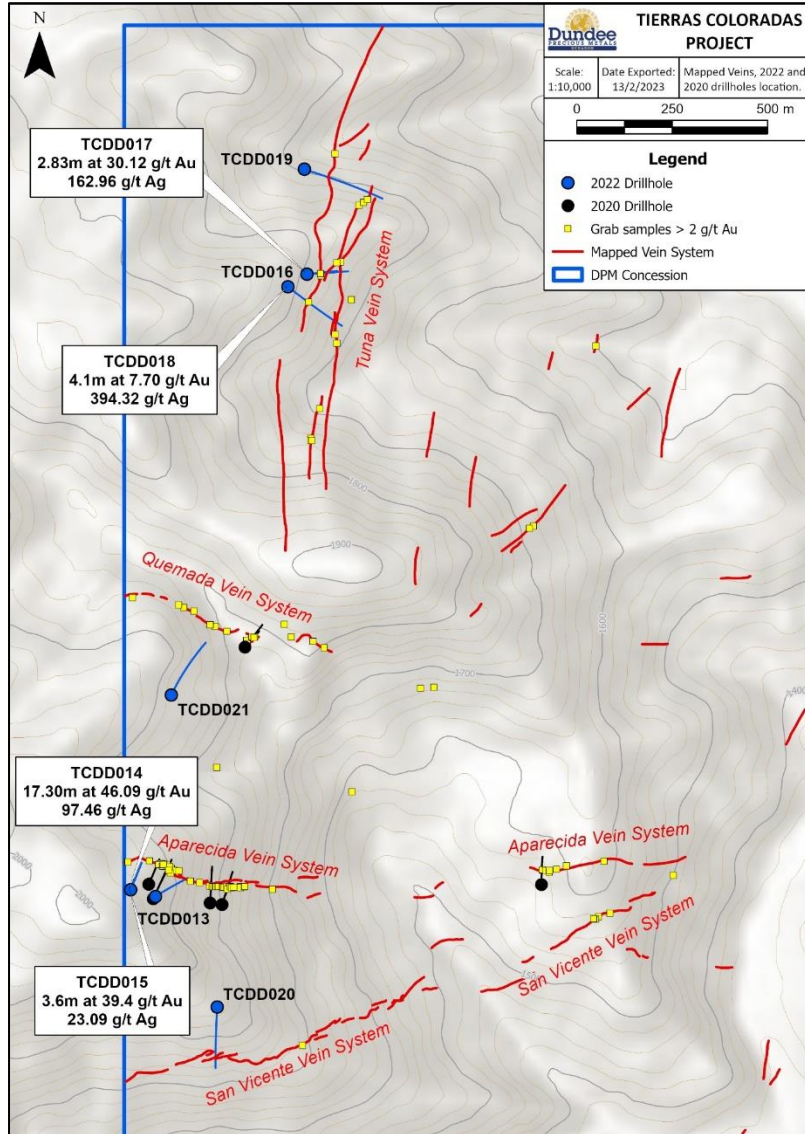 N
Dundee
PRECIOUS METALS
ECUADOR
TIERRAS COLORADAS
PROJECT
Scale:
1:10,000
Date Exported:
13/2/2023
Mapped Veins, 2022 and
2020 drillholes location.
0 250 500 m
Legend
2022 Drillhole
2020 Drillhole
Grab samples > 2 g/t Au
Mapped Vein System
DPM Concession
TCDD017
2.83m at 30.12 g/t Au
162.96 g/t Ag
TCDD019
TCDD016
Tuna Vein System
TCDD018
4.1m at 7.70 g/t Au
394.32 g/t Ag
1800
1900
Quemada Vein System
1600
1700
TCDD021
TCDD014
17.30m at 46.09 g/t Au
97.46 g/t Ag
Aparecida Vein System
Aparecida Vein System
2000
2000
TCDD013
San Vicente Vein System
TCDD015
3.6m at 39.4 g/t Au
23.09 g/t Ag
TCDD020
San Vicente Vein System